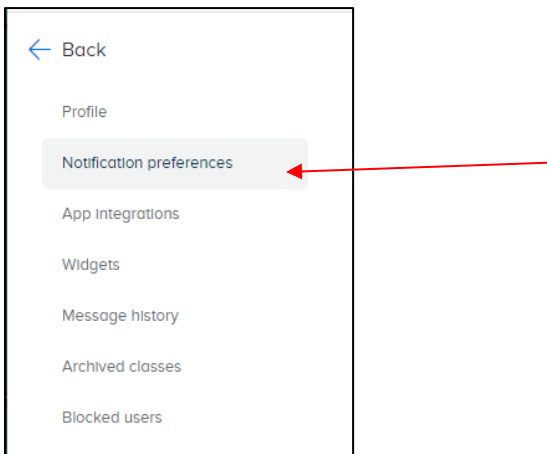 Back
Profile
Notification preferences
App integrations
Widgets
Message history
Archived classes
Blocked users